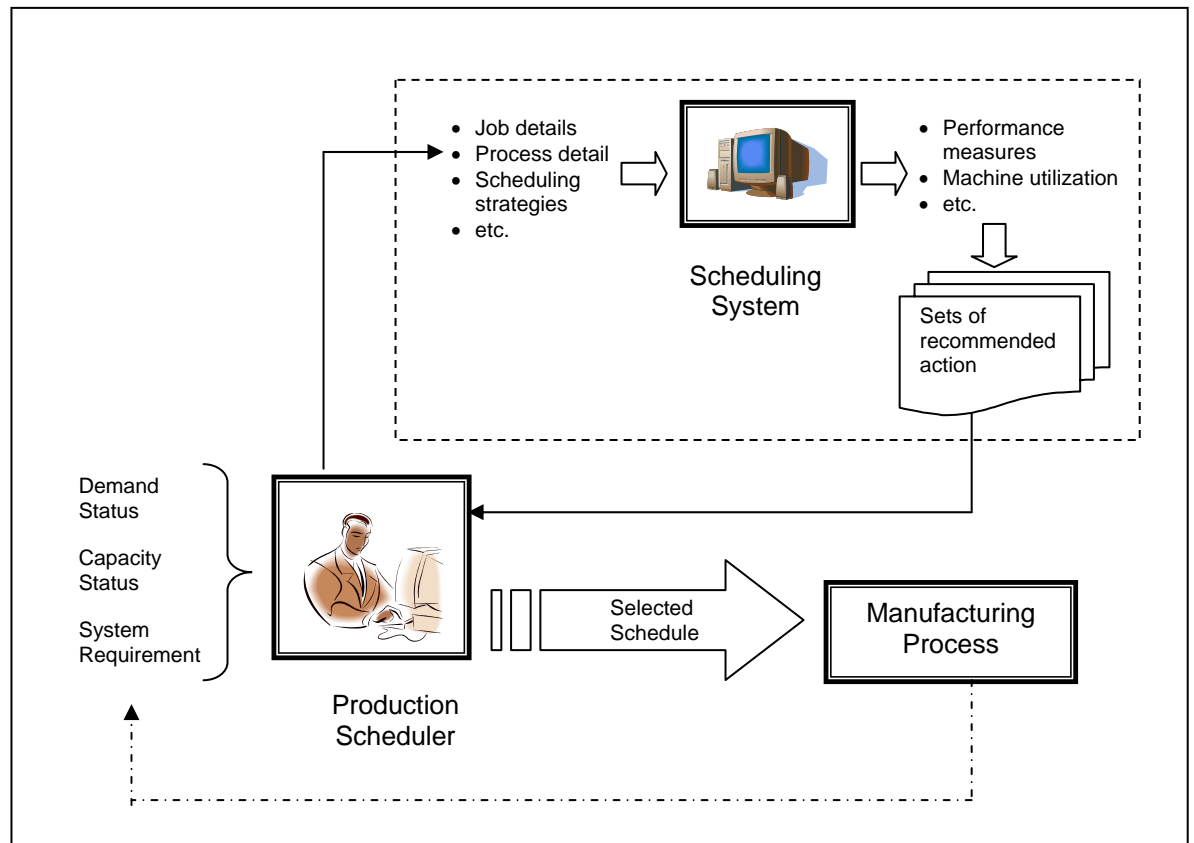 • Job details
• Process detail
• Scheduling
strategies
• etc.
Scheduling
System
• Performance
measures
• Machine utilization
• etc.
Sets of
recommended
action
Demand
Status
Capacity
Status
System
Requirement
Production
Scheduler
Selected
Schedule
Manufacturing
Process